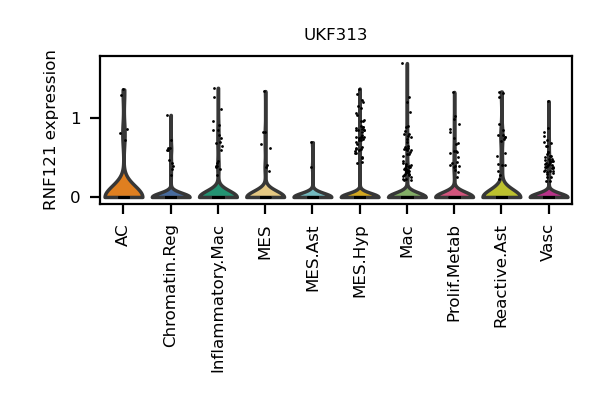 UKF313
RNF121 expression
1
0
AC
Chromatin.Reg
Inflammatory.Mac
MES
MES.Ast
MES.Hyp
Mac
Prolif.Metab
Reactive.Ast
Vasc